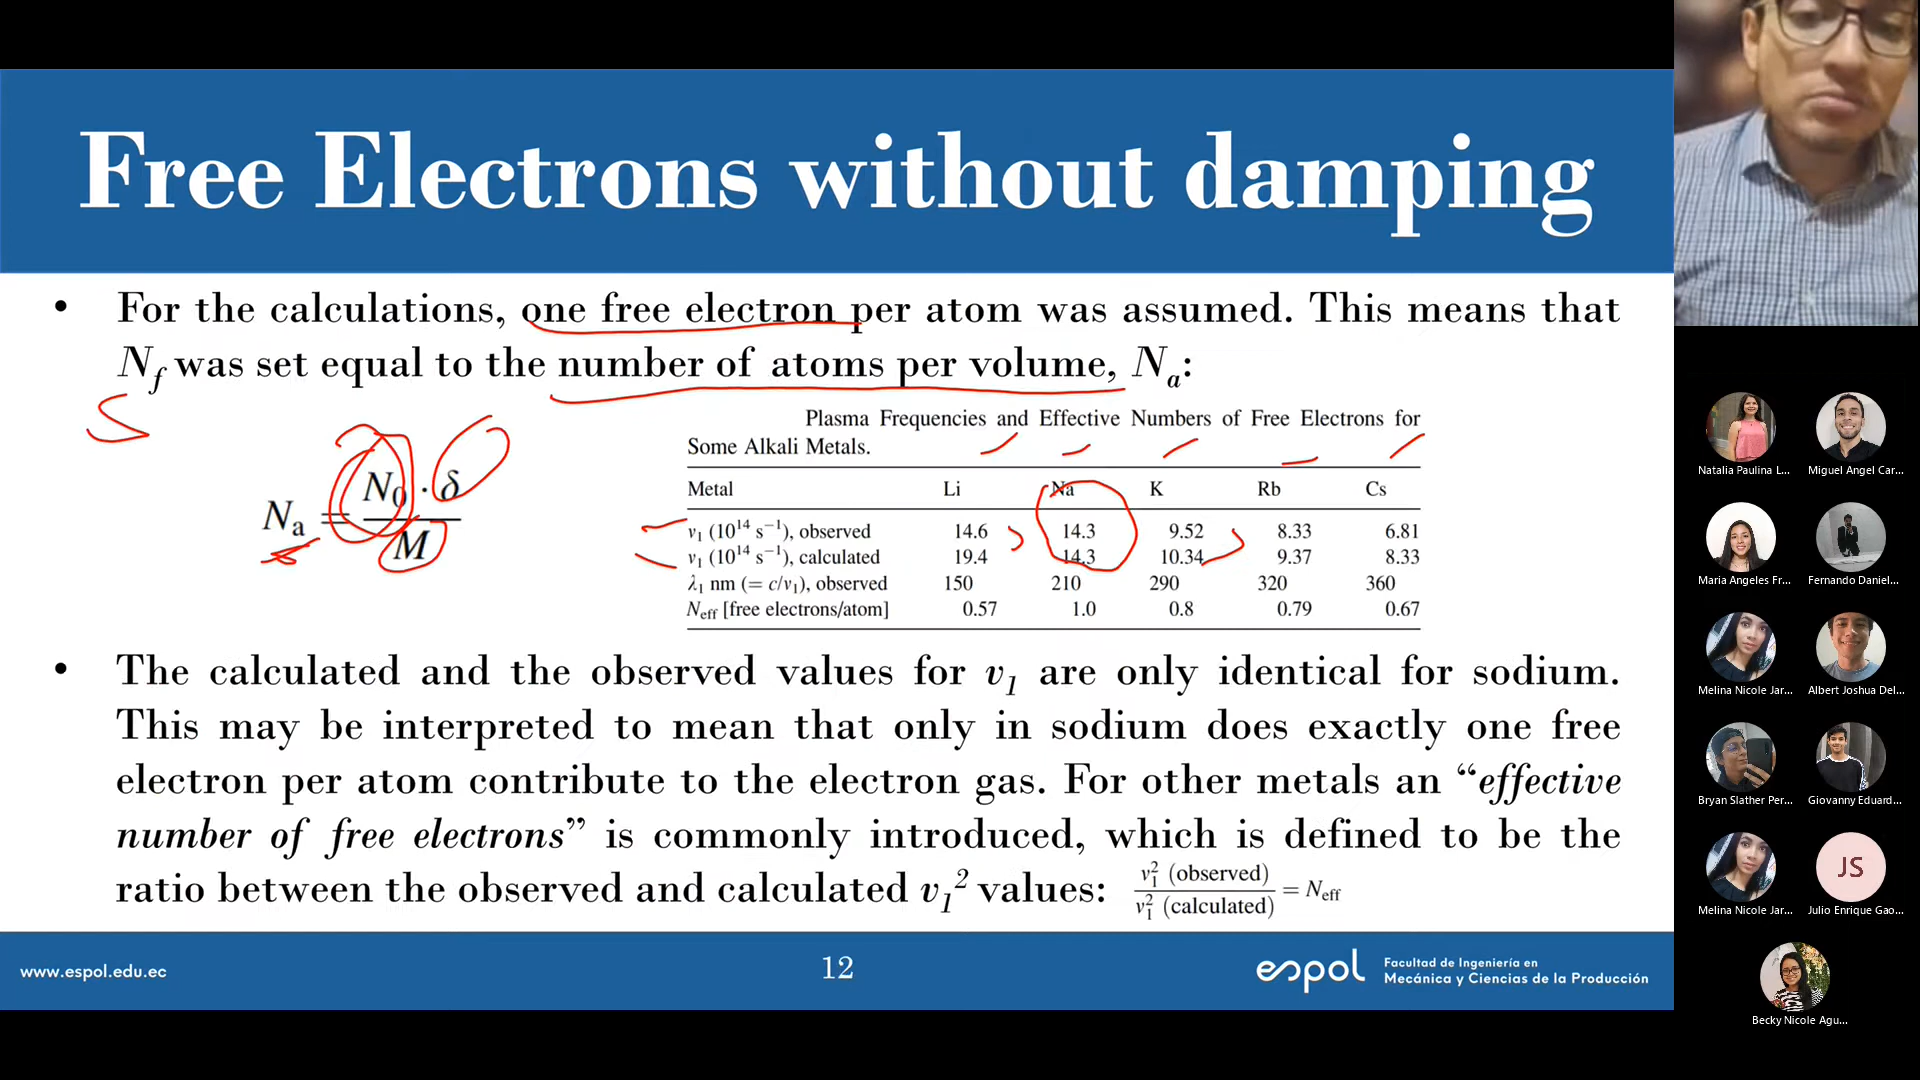 Free Electrons without damping
• For the calculations, one free electron per atom was assumed. This means that
N_f was set equal to the number of atoms per volume, N_a:
N_a = N_0 · δ / M
Plasma Frequencies and Effective Numbers of Free Electrons for
Some Alkali Metals.
Metal Li Na K Rb Cs
ν₁ (10¹⁴ s⁻¹), observed 14.6 14.3 9.52 8.33 6.81
ν₁ (10¹⁴ s⁻¹), calculated 19.4 14.3 10.34 9.37 8.33
λ₁ nm (= c/ν₁), observed 150 210 290 320 360
N_eff [free electrons/atom] 0.57 1.0 0.8 0.79 0.67
• The calculated and the observed values for ν₁ are only identical for sodium.
This may be interpreted to mean that only in sodium does exactly one free
electron per atom contribute to the electron gas. For other metals an “effective
number of free electrons” is commonly introduced, which is defined to be the
ratio between the observed and calculated ν₁² values: ν₁² (observed) / ν₁² (calculated) = N_eff
www.espol.edu.ec
12
espol
Facultad de Ingeniería en
Mecánica y Ciencias de la Producción
Natalia Paulina L...
Miguel Angel Car...
Maria Angeles Fr...
Fernando Daniel...
Melina Nicole Jar...
Albert Joshua Del...
Bryan Slather Per...
Giovanny Eduard...
Melina Nicole Jar...
JS
Julio Enrique Gao...
Becky Nicole Agu...